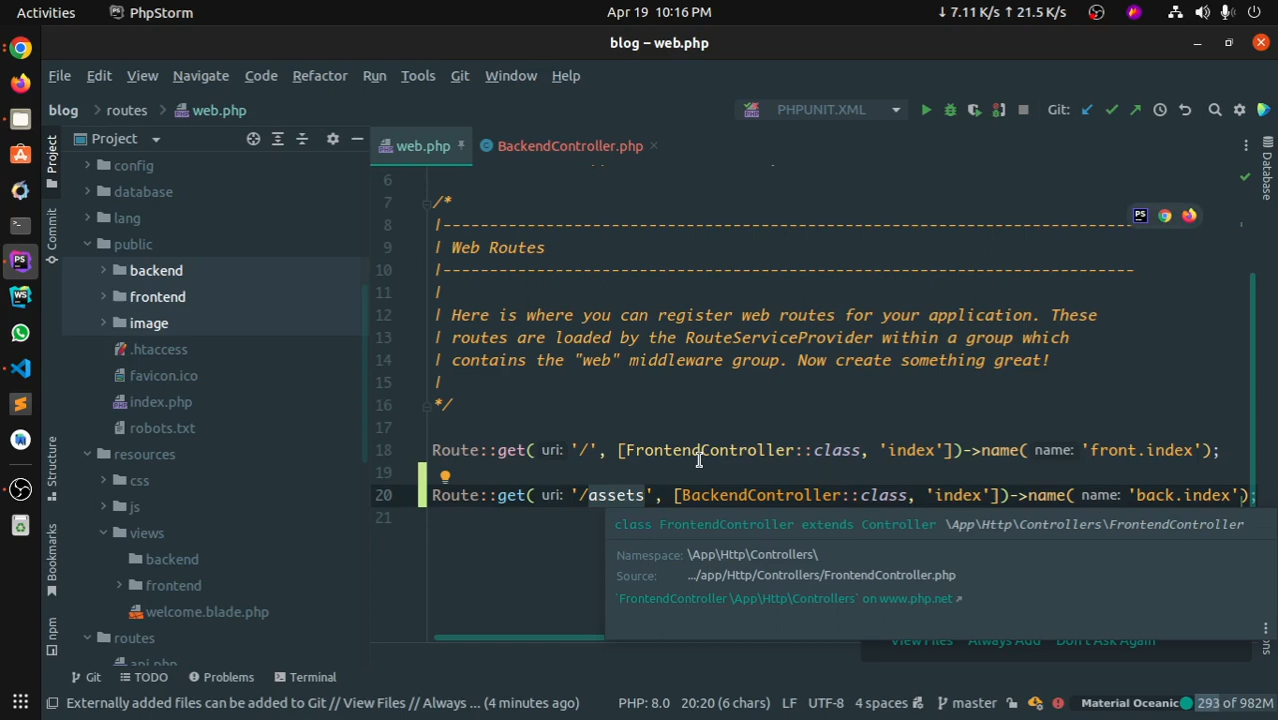 Activities
PhpStorm
Apr 19 10:16 PM
↓ 7.11 K/s ↑ 21.5 K/s
blog – web.php
File Edit View Navigate Code Refactor Run Tools Git Window Help
blog routes web.php
PHPUNIT.XML
Git:
Project
web.php
BackendController.php
Project
Commit
Structure
Bookmarks
npm
Database
config
database
lang
public
backend
frontend
image
.htaccess
favicon.ico
index.php
robots.txt
resources
css
js
views
backend
frontend
welcome.blade.php
routes
api.php
6
7 /*
8 |--------------------------------------------------------------------------
9 | Web Routes
10 |--------------------------------------------------------------------------
11 |
12 | Here is where you can register web routes for your application. These
13 | routes are loaded by the RouteServiceProvider within a group which
14 | contains the "web" middleware group. Now create something great!
15 |
16 */
17
18 Route::get( uri: '/', [FrontendController::class, 'index'])->name( name: 'front.index');
19
20 Route::get( uri: '/assets', [BackendController::class, 'index'])->name( name: 'back.index');
21
class FrontendController extends Controller \App\Http\Controllers\FrontendController
Namespace: \App\Http\Controllers\
Source: .../app/Http/Controllers/FrontendController.php
`FrontendController \App\Http\Controllers` on www.php.net
View Files Always Add Don't Ask Again
Git TODO Problems Terminal
Externally added files can be added to Git // View Files // Always ... (4 minutes ago)
PHP: 8.0 20:20 (6 chars) LF UTF-8 4 spaces master Material Oceanic 293 of 982M